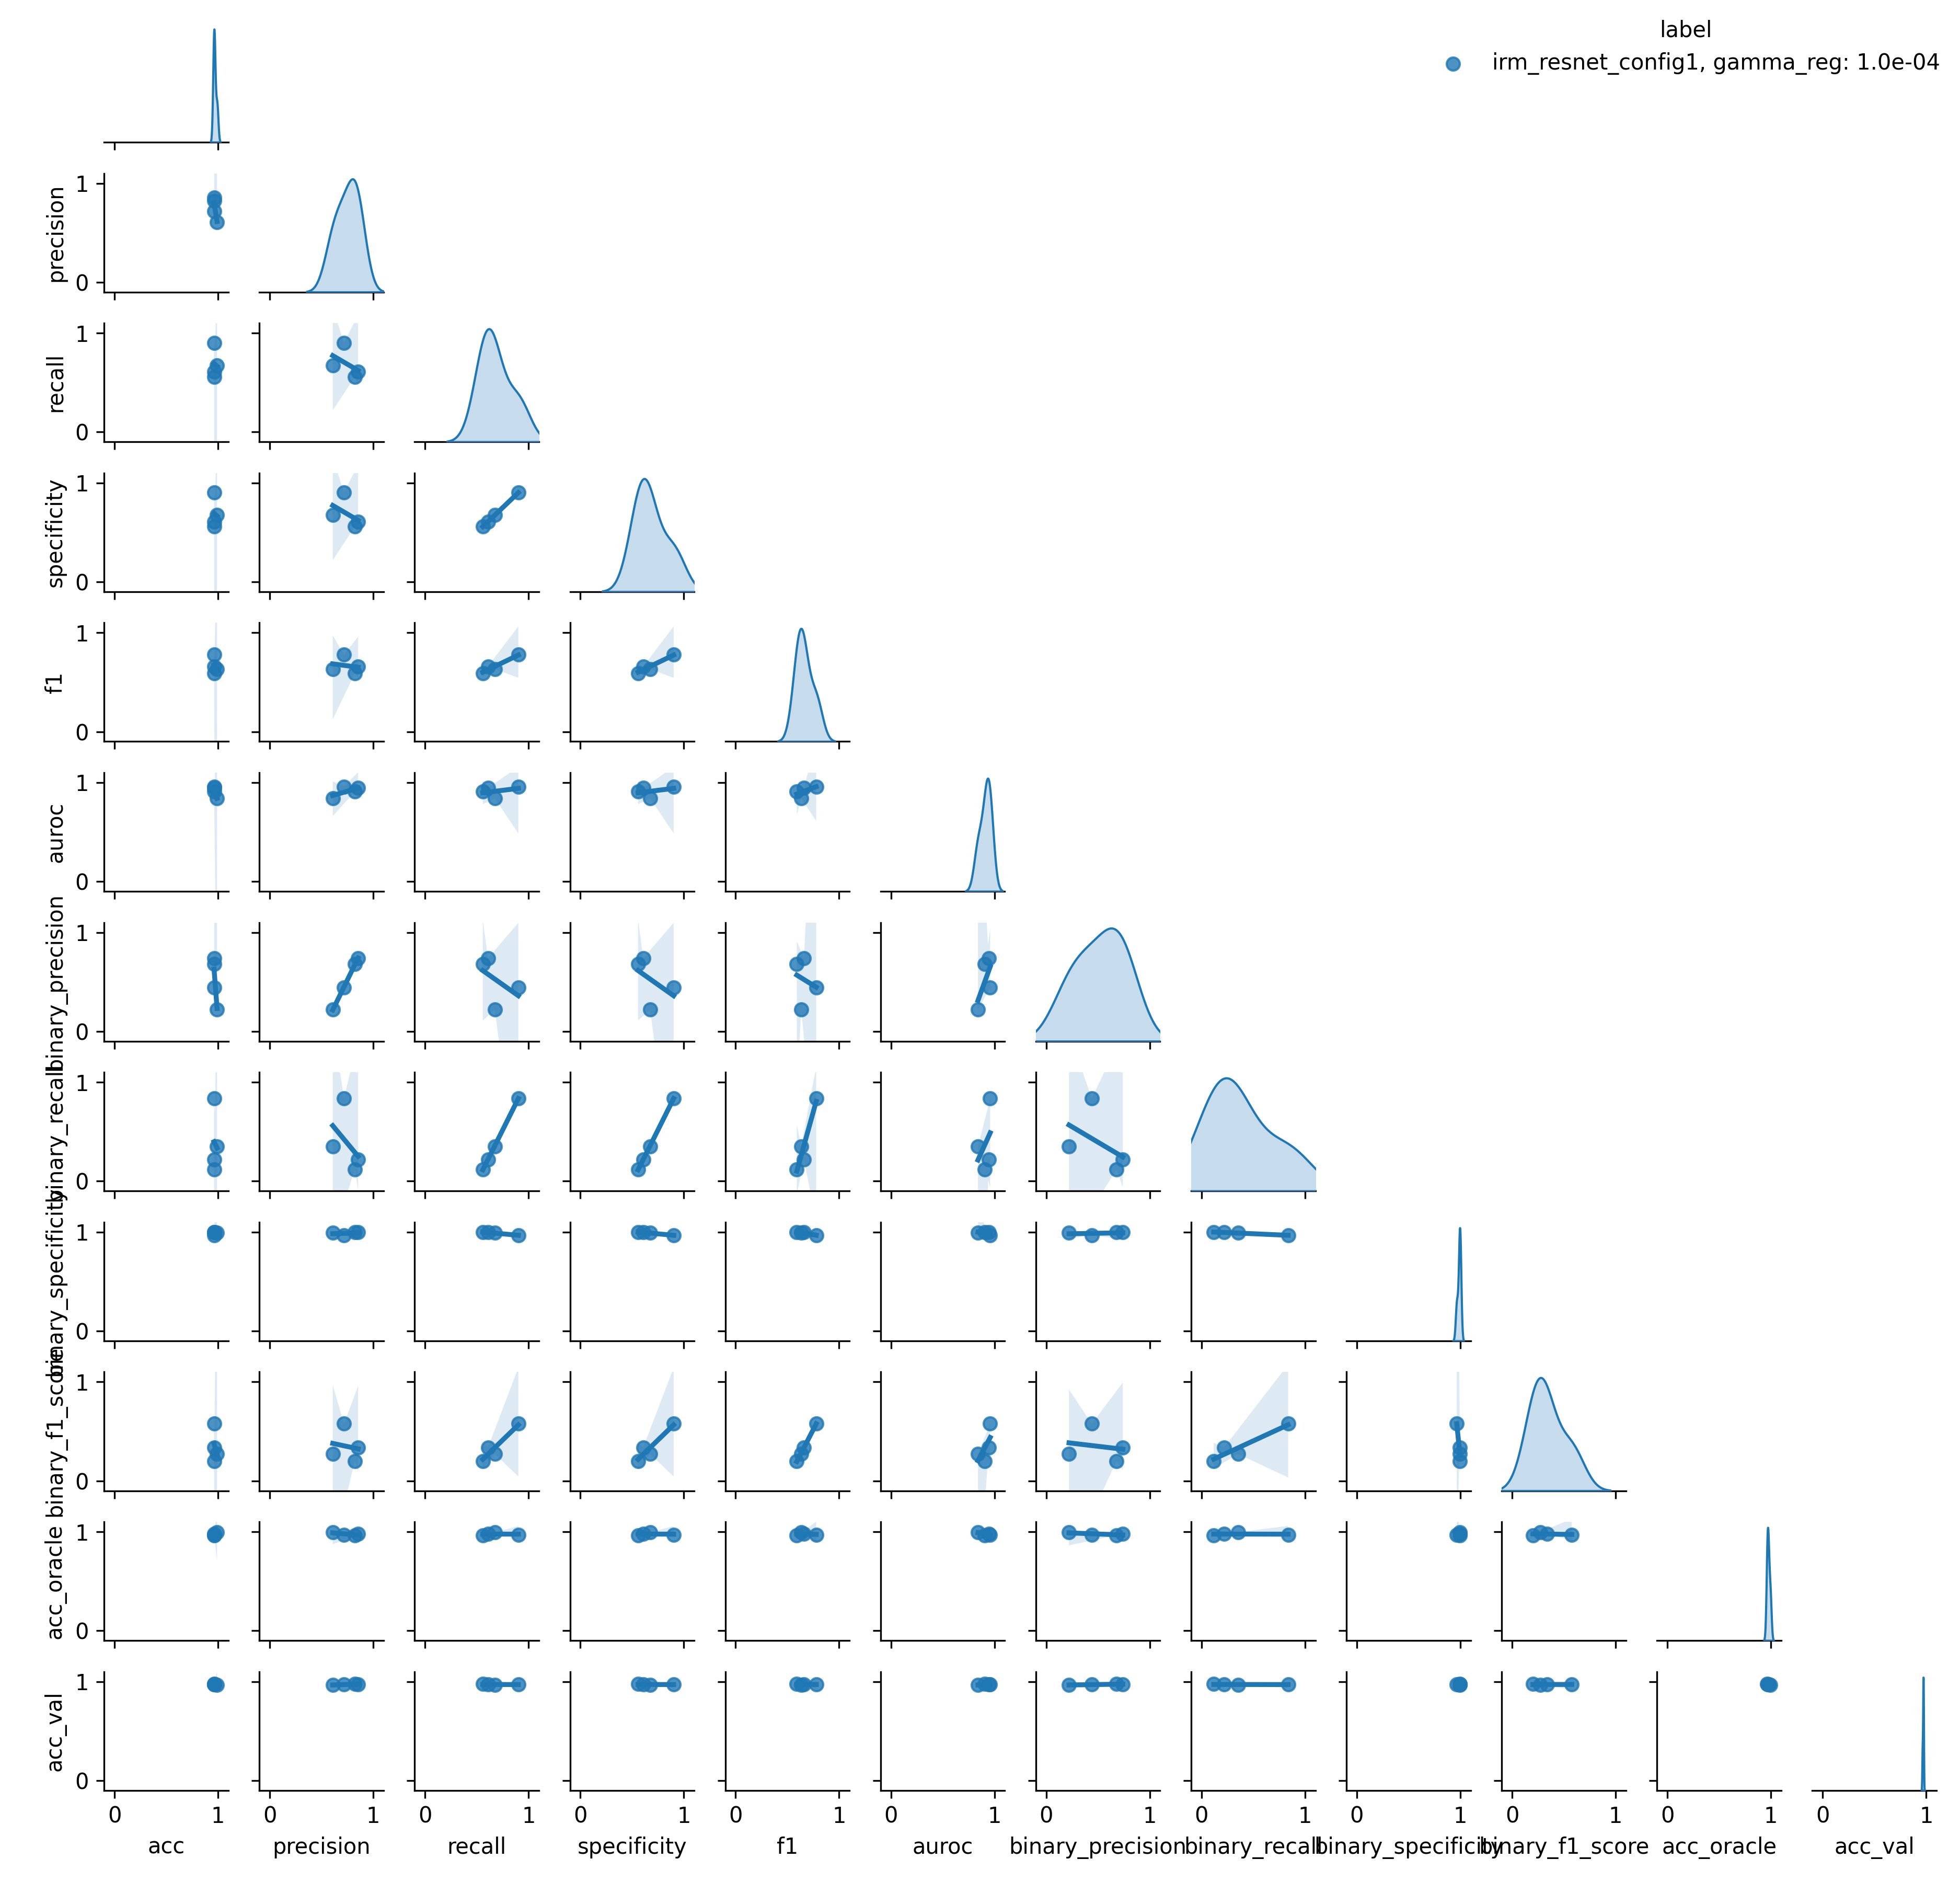 label
irm_resnet_config1, gamma_reg: 1.0e-04
precision
1
0
recall
1
0
specificity
1
0
f1
1
0
auroc
1
0
binary_precision
1
0
binary_recall
1
0
binary_specificity
1
0
binary_f1_score
1
0
acc_oracle
1
0
acc_val
1
0
0 1 0 1 0 1 0 1 0 1 0 1 0 1 0 1 0 1 0 1 0 1 0 1
acc precision recall specificity f1 auroc binary_precision binary_recall binary_specificity binary_f1_score acc_oracle acc_val